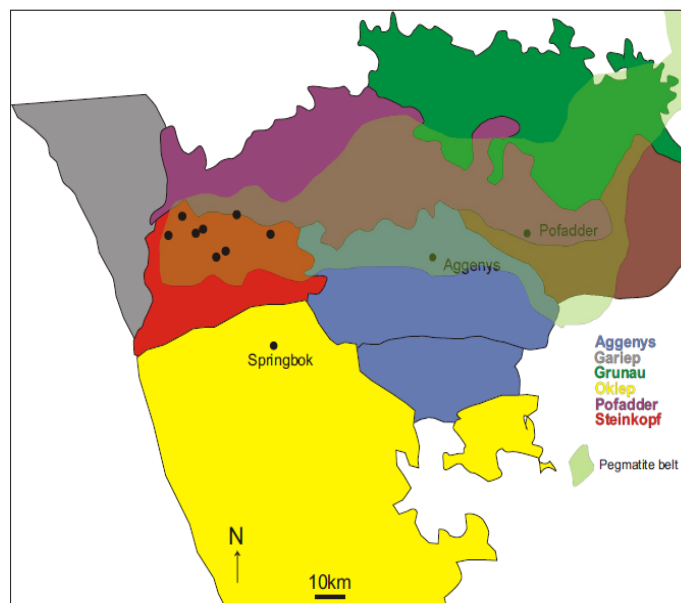 Pofadder
Aggenys
Springbok
Aggenys
Gariep
Grunau
Okiep
Pofadder
Steinkopf
Pegmatite belt
N
10km